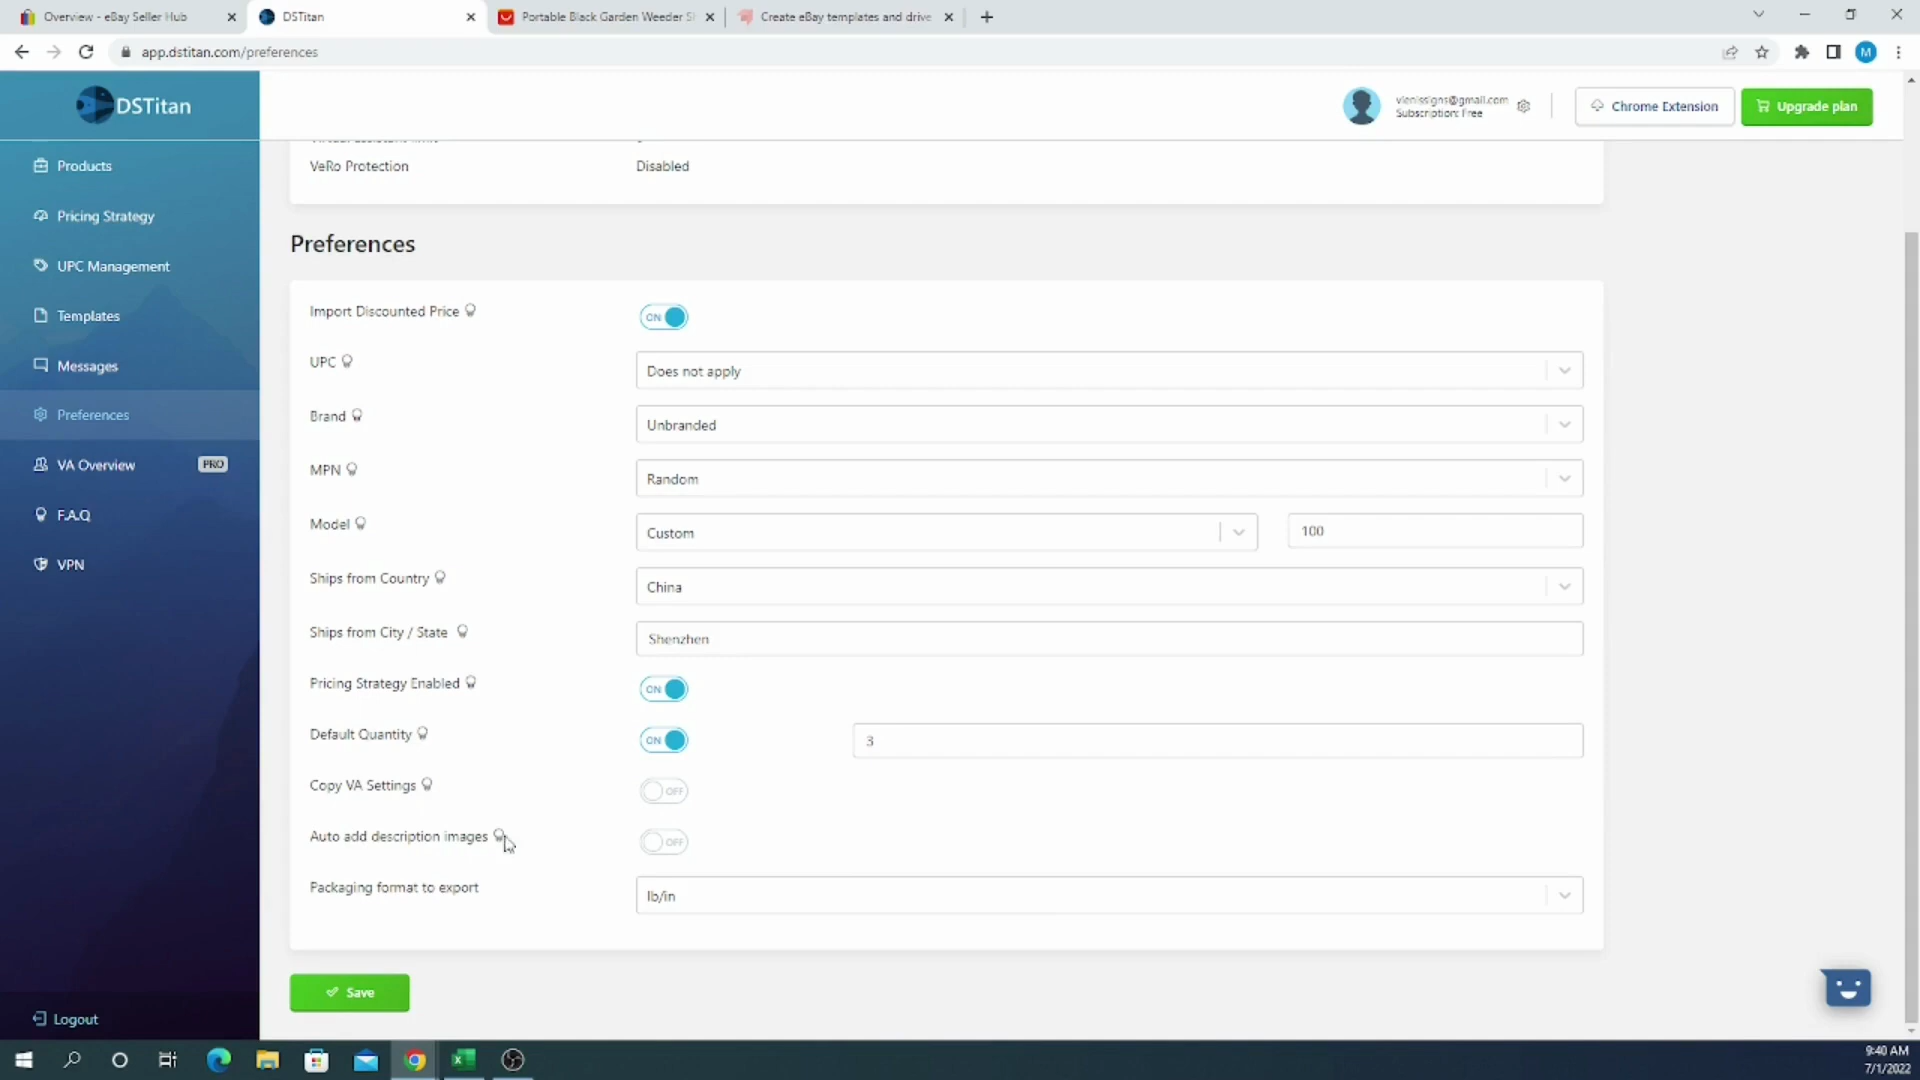 Overview - eBay Seller Hub
DSTitan
Portable Black Garden Weeder S
Create eBay templates and drive
app.dstitan.com/preferences
M
DSTitan
vienissigns@gmail.com
Subscription: Free
Chrome Extension
Upgrade plan
Products
Pricing Strategy
UPC Management
Templates
Messages
Preferences
VA Overview
PRO
F.A.Q
VPN
Logout
VeRo Protection
Disabled
Preferences
Import Discounted Price
ON
UPC
Does not apply
Brand
Unbranded
MPN
Random
Model
Custom
100
Ships from Country
China
Ships from City / State
Shenzhen
Pricing Strategy Enabled
ON
Default Quantity
ON
3
Copy VA Settings
OFF
Auto add description images
OFF
Packaging format to export
lb/in
Save
9:40 AM
7/1/2022